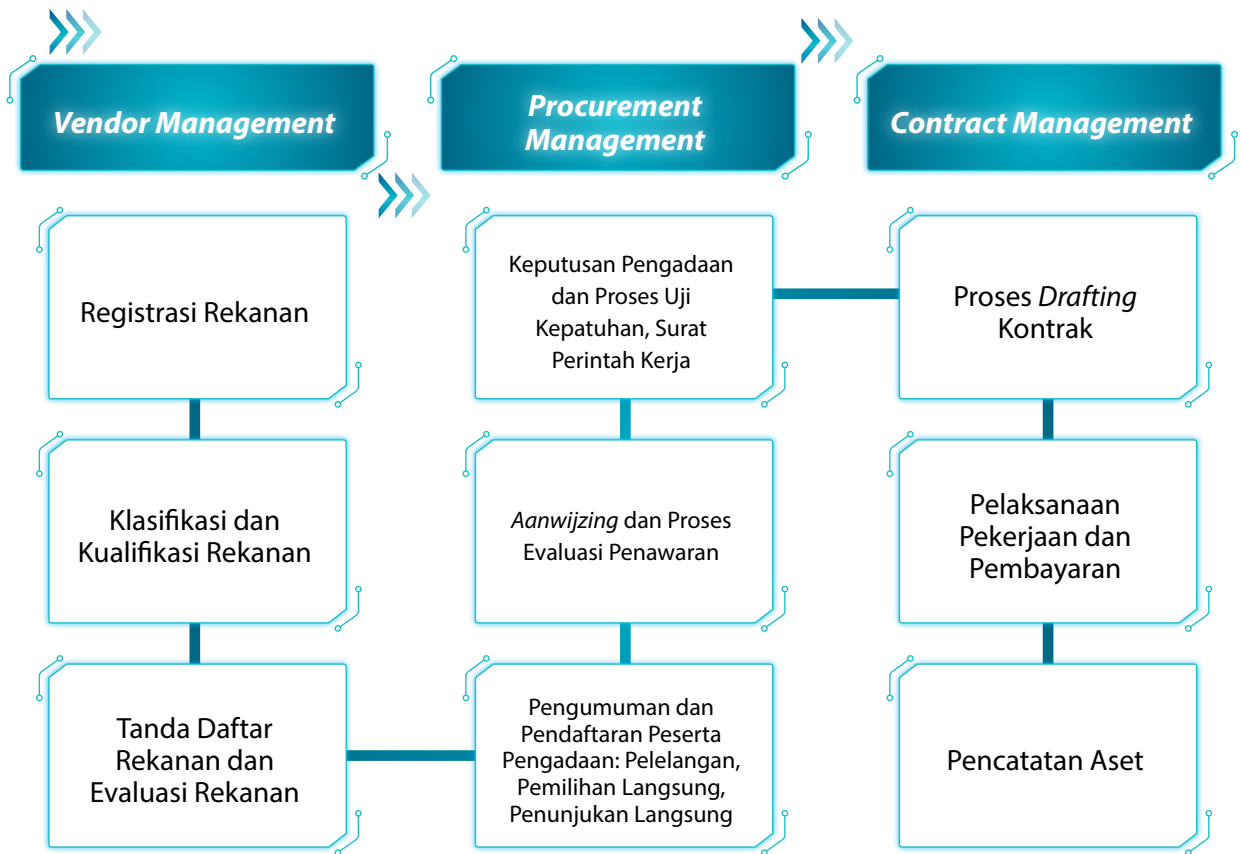 Vendor Management
Procurement
Management
Contract Management
Registrasi Rekanan
Klasifikasi dan
Kualifikasi Rekanan
Tanda Daftar
Rekanan dan
Evaluasi Rekanan
Keputusan Pengadaan
dan Proses Uji
Kepatuhan, Surat
Perintah Kerja
Aanwijzing dan Proses
Evaluasi Penawaran
Pengumuman dan
Pendaftaran Peserta
Pengadaan: Pelelangan,
Pemilihan Langsung,
Penunjukan Langsung
Proses Drafting
Kontrak
Pelaksanaan
Pekerjaan dan
Pembayaran
Pencatatan Aset